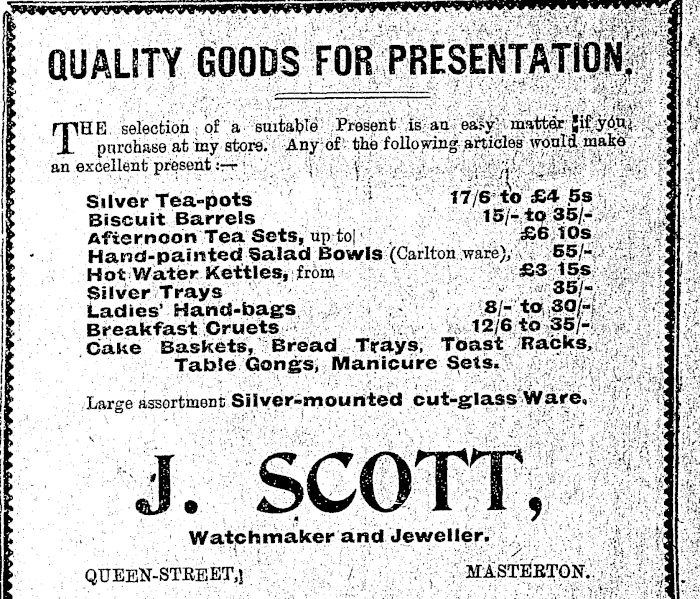 QUALITY GOODS FOR PRESENTATION.
THE selection of a suitable Present is an easy matter if you
purchase at my store. Any of the following articles would make
an excellent present :—
Silver Tea-pots 17/6 to £4 5s
Biscuit Barrels 15/- to 35/-
Afternoon Tea Sets, up to £6 10s
Hand-painted Salad Bowls (Carlton ware), 55/-
Hot Water Kettles, from £3 15s
Silver Trays 35/-
Ladies' Hand-bags 8/- to 30/-
Breakfast Cruets 12/6 to 35/-
Cake Baskets, Bread Trays, Toast Racks,
Table Gongs, Manicure Sets.
Large assortment Silver-mounted cut-glass Ware.
J. SCOTT,
Watchmaker and Jeweller.
QUEEN-STREET, MASTERTON.